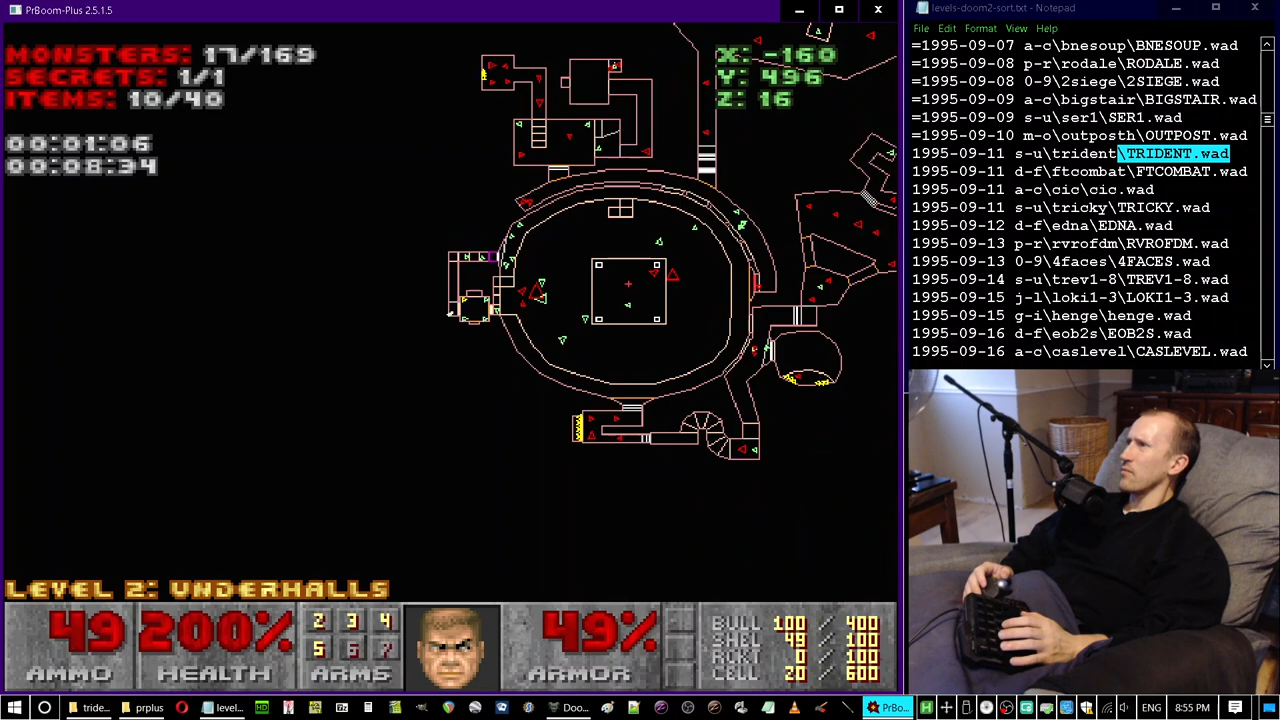 PrBoom-Plus 2.5.1.5
MONSTERS: 17/169
SECRETS: 1/1
ITEMS: 10/40
00:01:06
00:08:34
X: -160
Y: 496
Z: 16
LEVEL 2: UNDERHALLS
49
AMMO
200%
HEALTH
2 3 4
5 6 7
ARMS
49%
ARMOR
BULL 100 / 400
SHEL 49 / 100
RCKT 0 / 100
CELL 20 / 600
levels-doom2-sort.txt - Notepad
File Edit Format View Help
=1995-09-07 a-c\bnesoup\BNESOUP.wad
=1995-09-08 p-r\rodale\RODALE.wad
=1995-09-08 0-9\2siege\2SIEGE.wad
=1995-09-09 a-c\bigstair\BIGSTAIR.wad
=1995-09-09 s-u\ser1\SER1.wad
=1995-09-10 m-o\outposth\OUTPOST.wad
1995-09-11 s-u\trident\TRIDENT.wad
1995-09-11 d-f\ftcombat\FTCOMBAT.wad
1995-09-11 a-c\cic\cic.wad
1995-09-11 s-u\tricky\TRICKY.wad
1995-09-12 d-f\edna\EDNA.wad
1995-09-13 p-r\rvrofdm\RVROFDM.wad
1995-09-13 0-9\4faces\4FACES.wad
1995-09-14 s-u\trev1-8\TREV1-8.wad
1995-09-15 j-l\loki1-3\LOKI1-3.wad
1995-09-15 g-i\henge\henge.wad
1995-09-16 d-f\eob2s\EOB2S.wad
1995-09-16 a-c\caslevel\CASLEVEL.wad
tride...
prplus
level...
HD
Doo...
PrBo...
8:55 PM